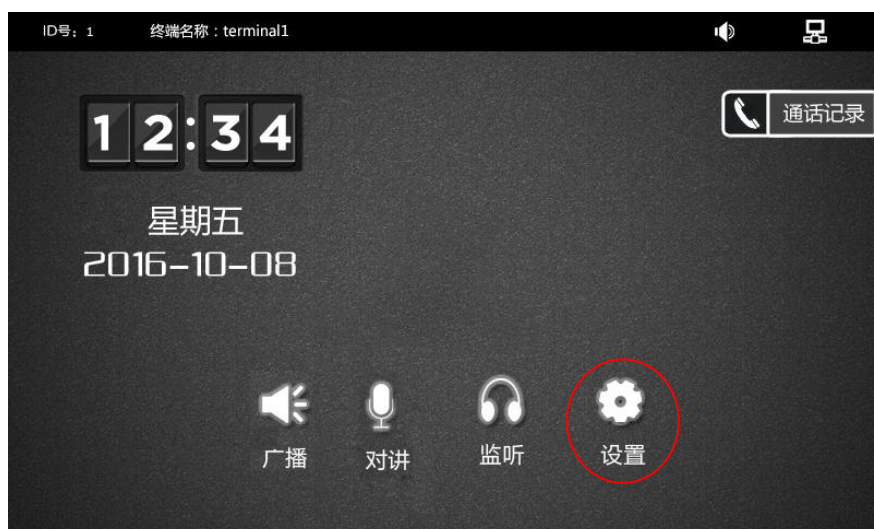 ID号：1 终端名称：terminal1
12:34
通话记录
星期五
2016-10-08
广播 对讲 监听 设置